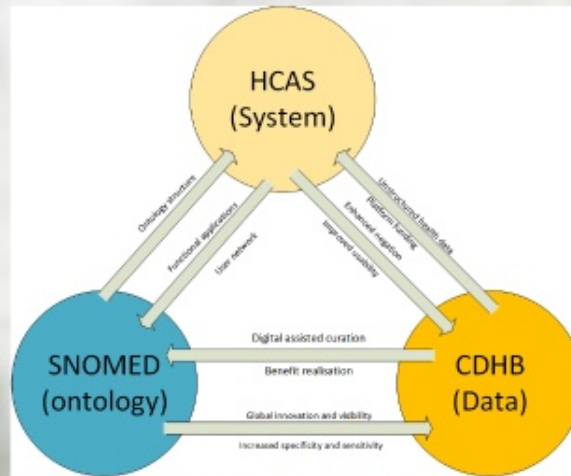 HCAS
(System)
Ontology structure
Functional applications
User network
Unstructured health data
Platform funding
Enhanced negation
Improved usability
SNOMED
(ontology)
Digital assisted curation
Benefit realisation
CDHB
(Data)
Global innovation and visibility
Increased specificity and sensitivity